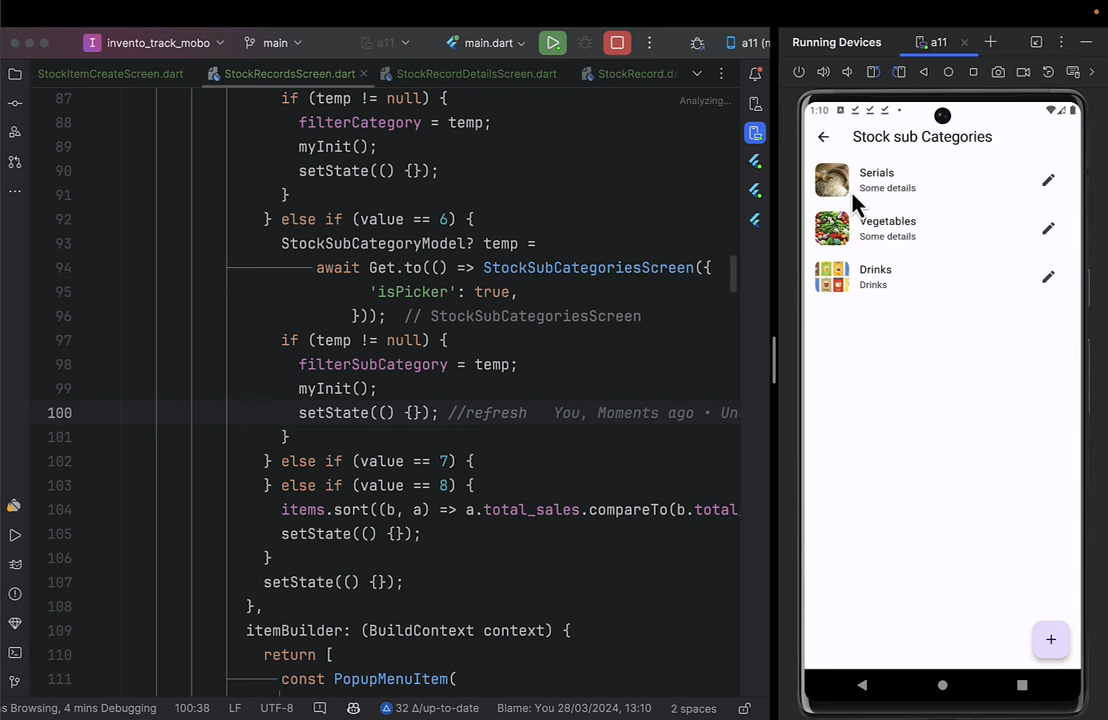 I invento_track_mobo main a11 main.dart a11 (n
StockItemCreateScreen.dart StockRecordsScreen.dart StockRecordDetailsScreen.dart StockRecord.da
Analyzing...
87 if (temp != null) {
88 filterCategory = temp;
89 myInit();
90 setState(() {});
91 }
92 } else if (value == 6) {
93 StockSubCategoryModel? temp =
94 await Get.to(() => StockSubCategoriesScreen({
95 'isPicker': true,
96 })); // StockSubCategoriesScreen
97 if (temp != null) {
98 filterSubCategory = temp;
99 myInit();
100 setState(() {}); //refresh You, Moments ago • Un
101 }
102 } else if (value == 7) {
103 } else if (value == 8) {
104 items.sort((b, a) => a.total_sales.compareTo(b.total_
105 setState(() {});
106 }
107 setState(() {});
108 },
109 itemBuilder: (BuildContext context) {
110 return [
111 const PopupMenuItem(
s Browsing, 4 mins Debugging 100:38 LF UTF-8 32 Δ/up-to-date Blame: You 28/03/2024, 13:10 2 spaces
Running Devices a11
1:10
Stock sub Categories
Serials
Some details
Vegetables
Some details
Drinks
Drinks